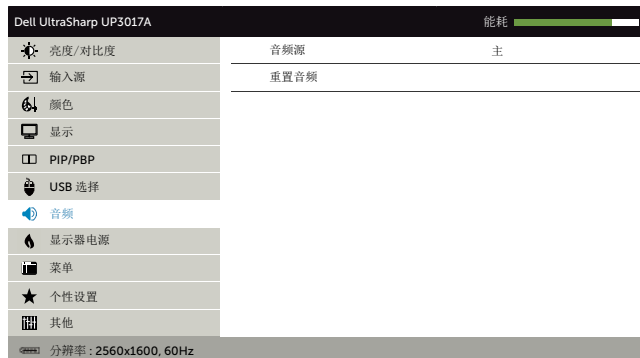 Dell UltraSharp UP3017A 能耗
亮度/对比度 音频源 主
输入源 重置音频
颜色
显示
PIP/PBP
USB 选择
音频
显示器电源
菜单
个性设置
其他
分辨率 : 2560x1600, 60Hz